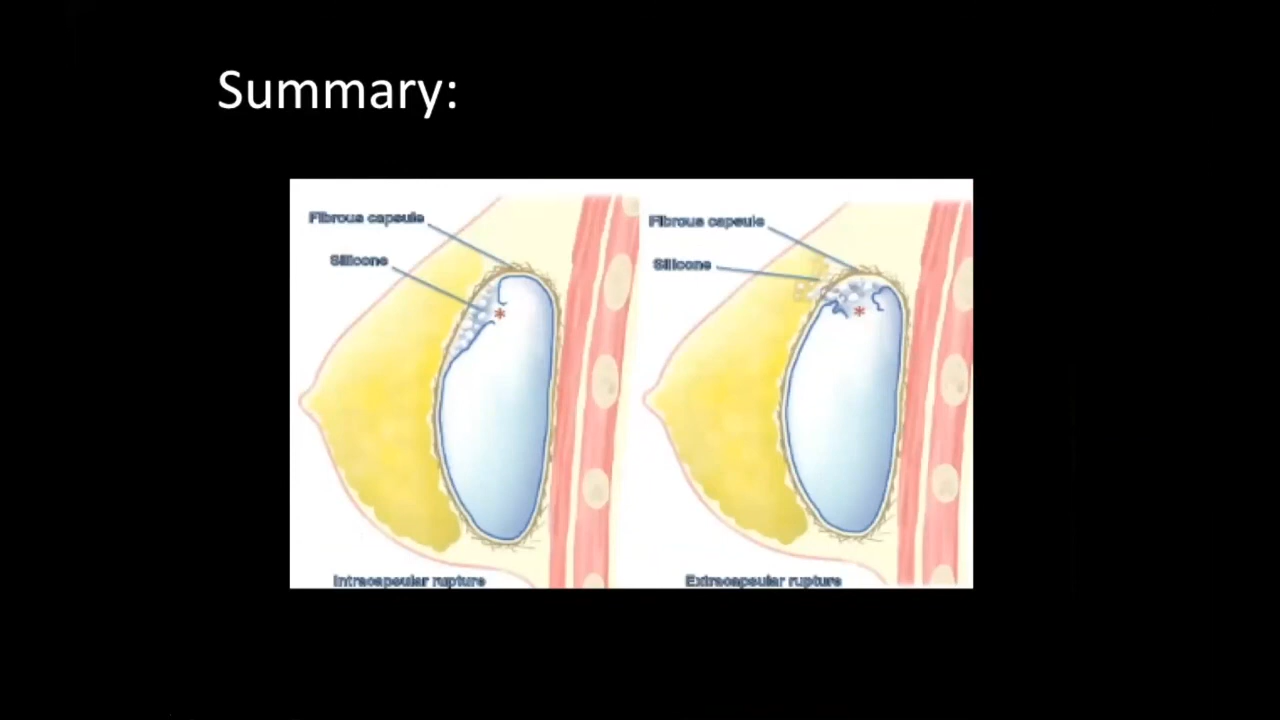 Summary:
Fibrous capsule
Silicone
Fibrous capsule
Silicone
Intracapsular rupture
Extracapsular rupture